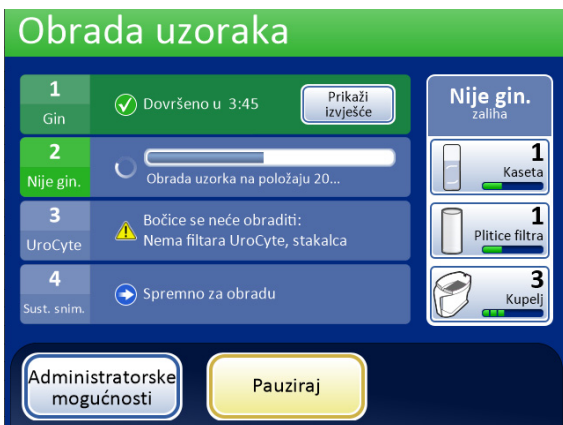 Obrada uzoraka
1
Gin
Dovršeno u 3:45
Prikaži
izvješće
2
Nije gin.
Obrada uzorka na položaju 20...
3
UroCyte
Bočice se neće obraditi:
Nema filtara UroCyte, stakalca
4
Sust. snim.
Spremno za obradu
Nije gin.
zaliha
1
Kaseta
1
Plitice filtra
3
Kupelj
Administratorske
mogućnosti
Pauziraj